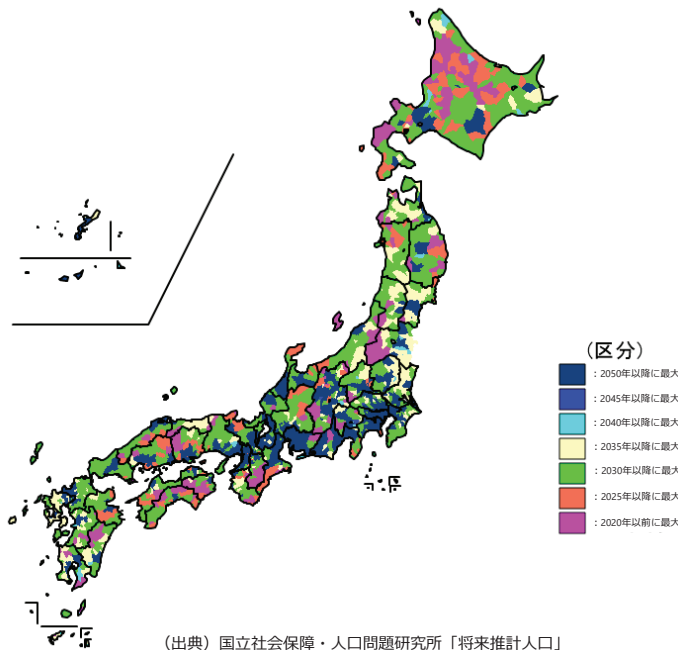 （区分）
：2050年以降に最大
：2045年以降に最大
：2040年以降に最大
：2035年以降に最大
：2030年以降に最大
：2025年以降に最大
：2020年以前に最大
（出典）国立社会保障・人口問題研究所「将来推計人口」